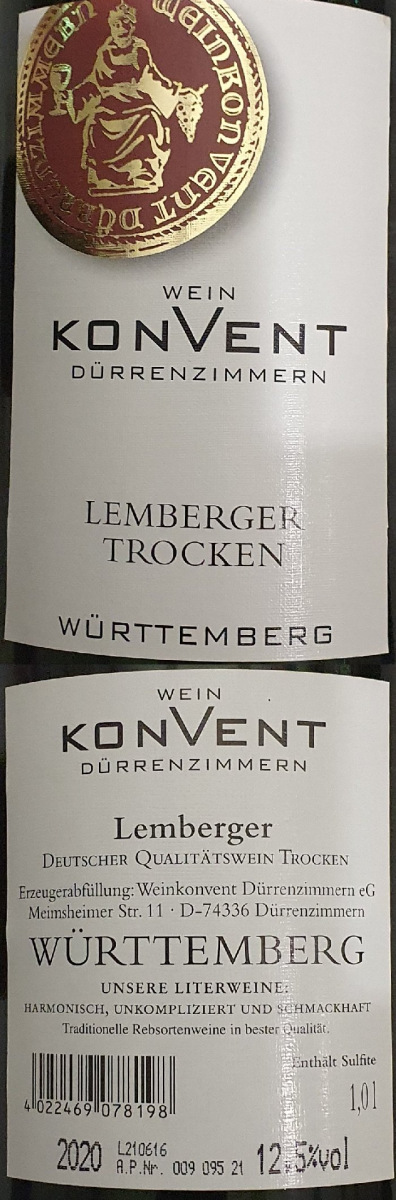 WEINKONVENT DÜRRENZIMMERN
WEIN
KONVENT
DÜRRENZIMMERN
LEMBERGER
TROCKEN
WÜRTTEMBERG
WEIN
KONVENT
DÜRRENZIMMERN
Lemberger
DEUTSCHER QUALITÄTSWEIN TROCKEN
Erzeugerabfüllung: Weinkonvent Dürrenzimmern eG
Meimsheimer Str. 11 · D-74336 Dürrenzimmern
WÜRTTEMBERG
UNSERE LITERWEINE:
HARMONISCH, UNKOMPLIZIERT UND SCHMACKHAFT
Traditionelle Rebsortenweine in bester Qualität.
Enthält Sulfite
1,0 l
4 022469 078198
2020 L210616 12,5%vol
A.P.Nr. 009 095 21